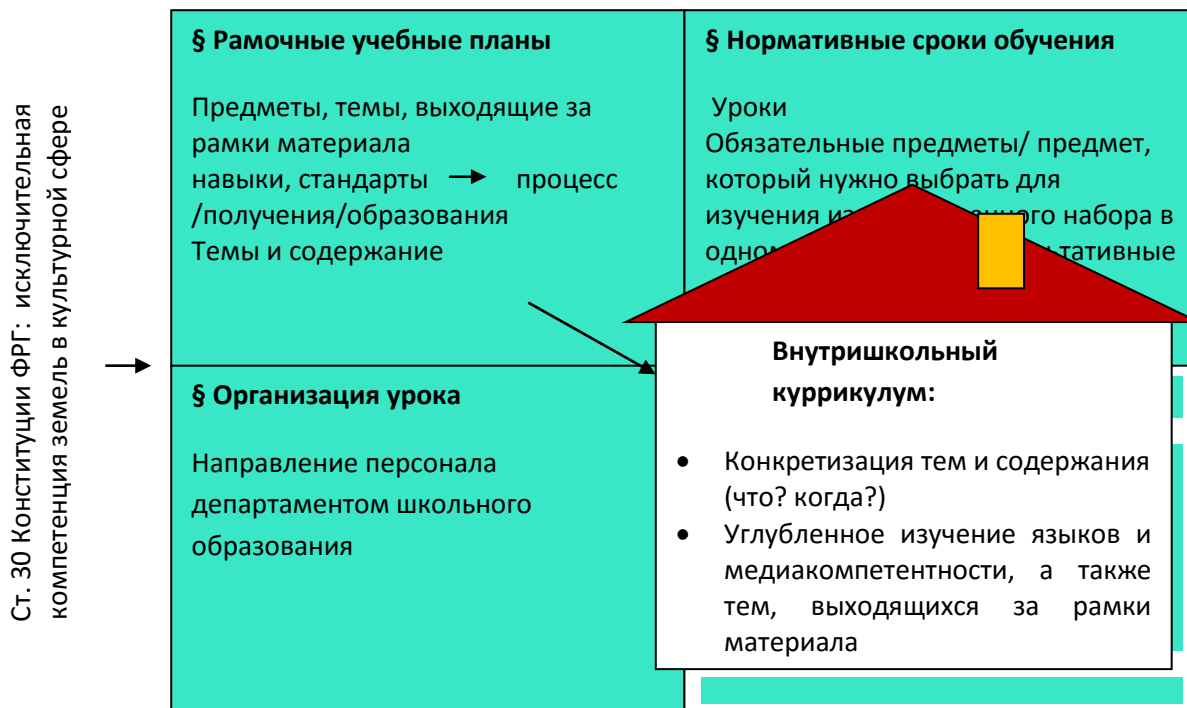 Ст. 30 Конституции ФРГ: исключительная
компетенция земель в культурной сфере
§ Рамочные учебные планы
Предметы, темы, выходящие за
рамки материала
навыки, стандарты → процесс
/получения/образования
Темы и содержание
§ Нормативные сроки обучения
Уроки
Обязательные предметы/ предмет,
который нужно выбрать для
изучения набора в
§ Организация урока
Направление персонала
департаментом школьного
образования
Внутришкольный
куррикулум:
• Конкретизация тем и содержания
(что? когда?)
• Углубленное изучение языков и
медиакомпетентности, а также
тем, выходящихся за рамки
материала